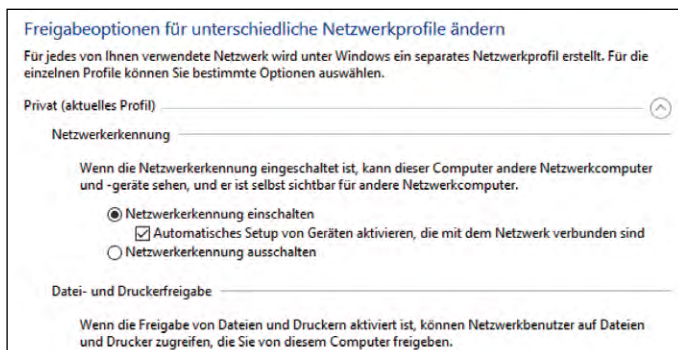 Freigabeoptionen für unterschiedliche Netzwerkprofile ändern
Für jedes von Ihnen verwendete Netzwerk wird unter Windows ein separates Netzwerkprofil erstellt. Für die
einzelnen Profile können Sie bestimmte Optionen auswählen.
Privat (aktuelles Profil)
Netzwerkerkennung
Wenn die Netzwerkerkennung eingeschaltet ist, kann dieser Computer andere Netzwerkcomputer
und -geräte sehen, und er ist selbst sichtbar für andere Netzwerkcomputer.
Netzwerkerkennung einschalten
Automatisches Setup von Geräten aktivieren, die mit dem Netzwerk verbunden sind
Netzwerkerkennung ausschalten
Datei- und Druckerfreigabe
Wenn die Freigabe von Dateien und Druckern aktiviert ist, können Netzwerkbenutzer auf Dateien
und Drucker zugreifen, die Sie von diesem Computer freigeben.